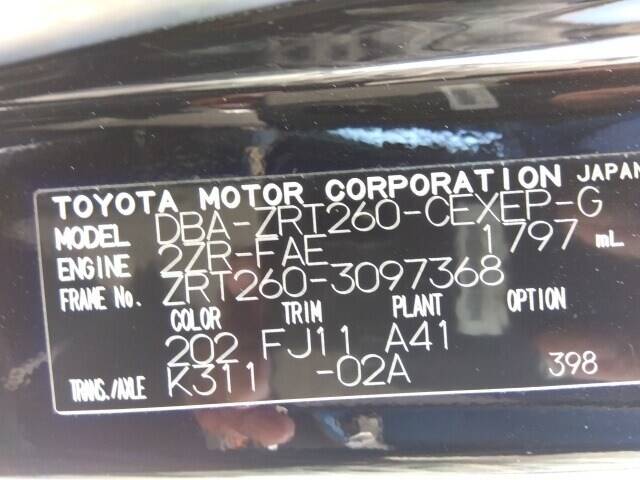 TOYOTA MOTOR CORPORATION JAPAN
MODEL DBA-ZRT260-CEXEP-G
ENGINE 2ZR-FAE 1797 mL
FRAME No. ZRT260-3097368
COLOR TRIM PLANT OPTION
202 FJ11 A41
TRANS./AXLE K311 -02A 398